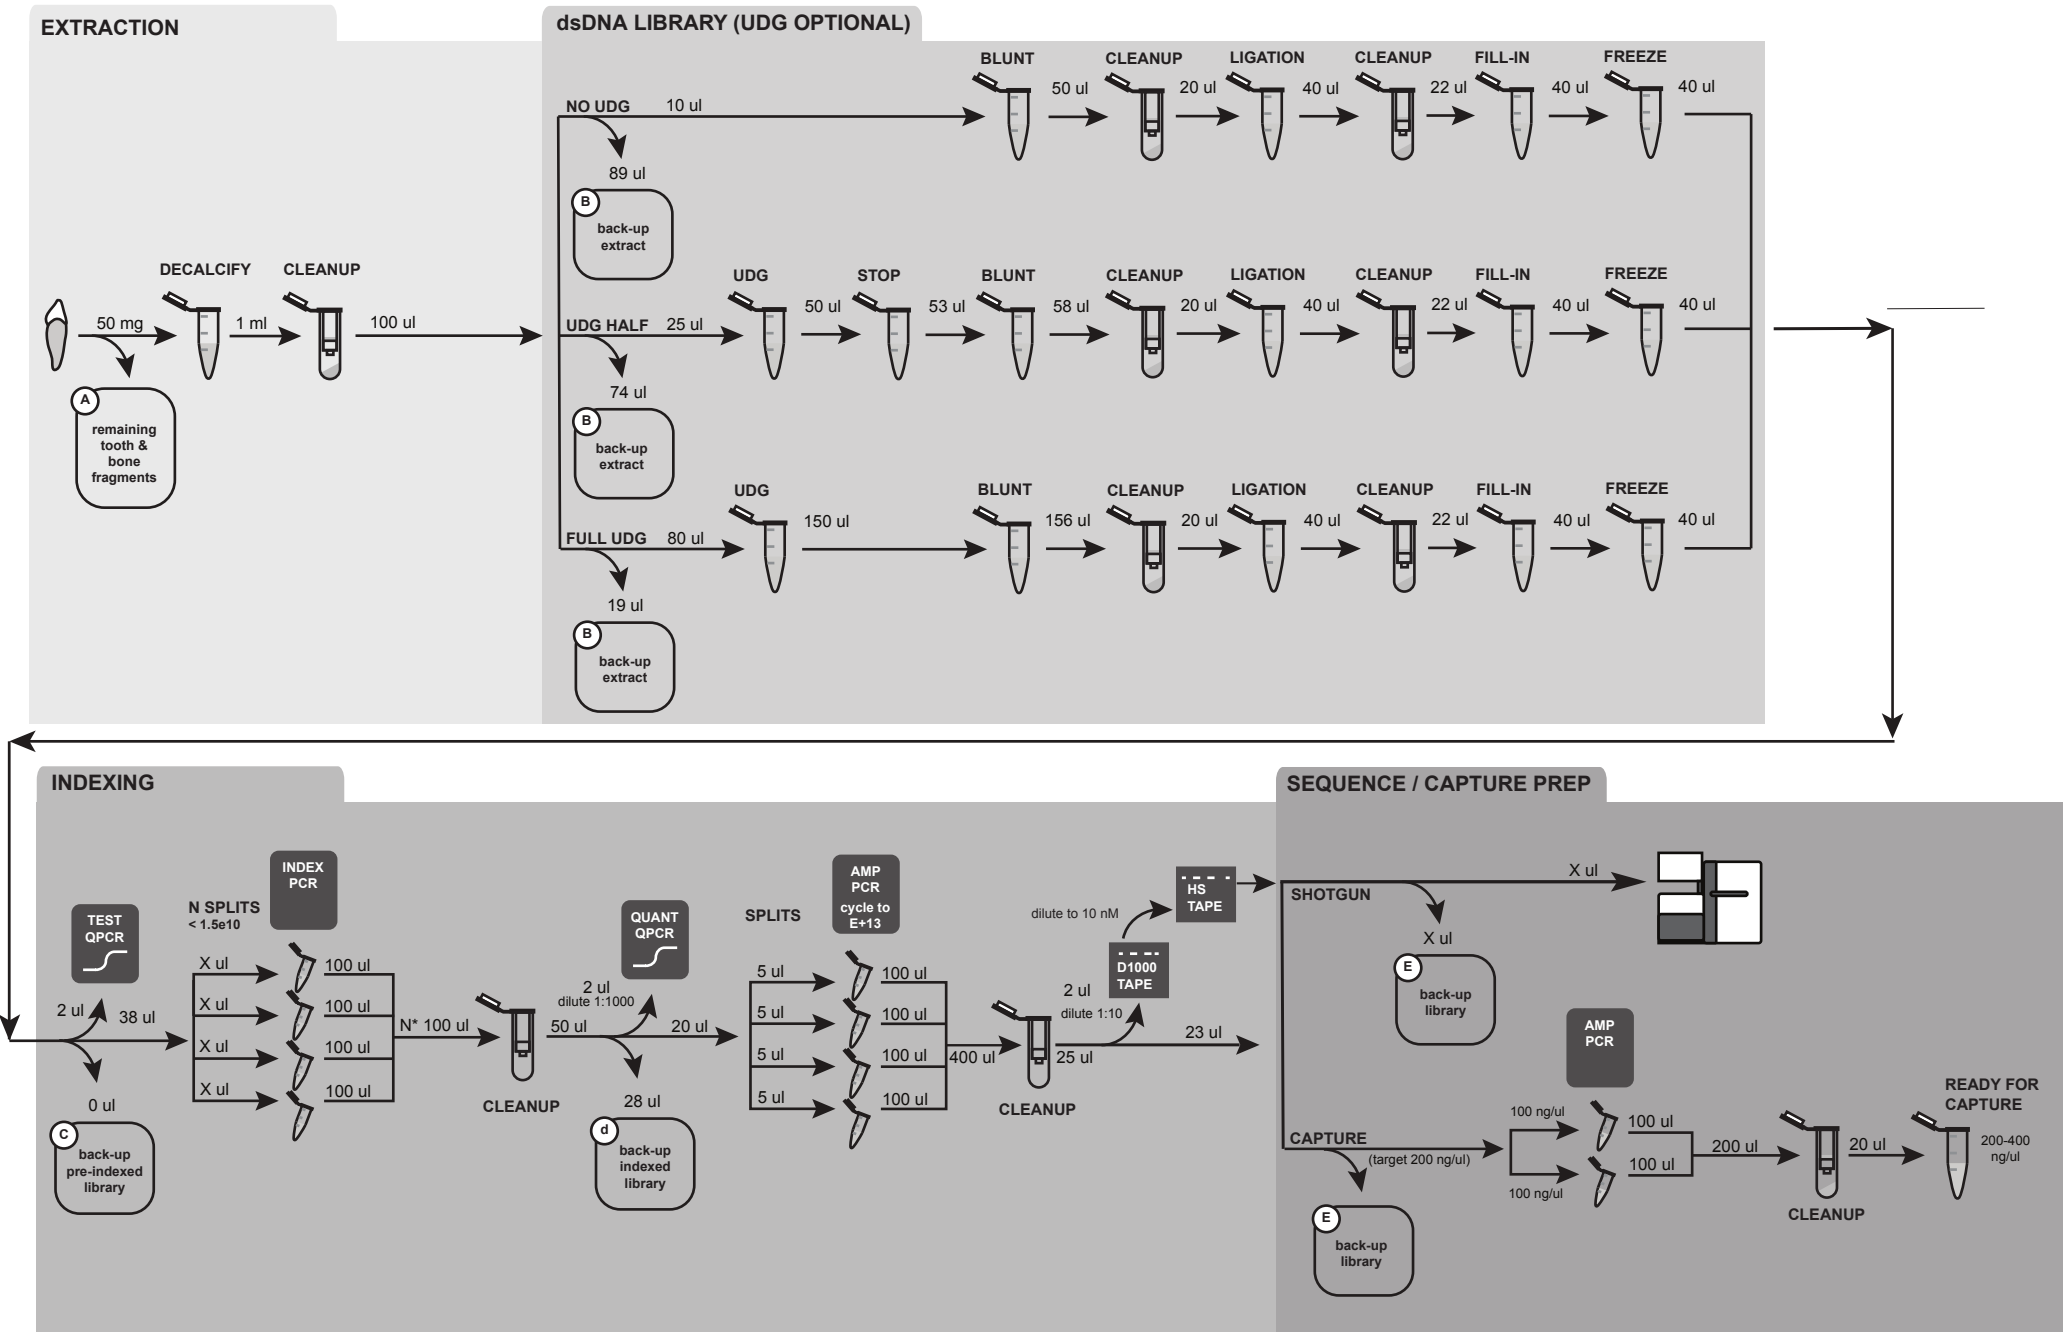 EXTRACTION
dsDNA LIBRARY (UDG OPTIONAL)
BLUNT
CLEANUP
LIGATION
CLEANUP
FILL-IN
FREEZE
NO UDG
10 ul
50 ul
20 ul
40 ul
22 ul
40 ul
40 ul
89 ul
B
back-up
extract
DECALCIFY
CLEANUP
50 mg
1 ml
100 ul
A
remaining
tooth &
bone
fragments
UDG
STOP
BLUNT
CLEANUP
LIGATION
CLEANUP
FILL-IN
FREEZE
UDG HALF
25 ul
50 ul
53 ul
58 ul
20 ul
40 ul
22 ul
40 ul
40 ul
74 ul
B
back-up
extract
UDG
BLUNT
CLEANUP
LIGATION
CLEANUP
FILL-IN
FREEZE
FULL UDG
80 ul
150 ul
156 ul
20 ul
40 ul
22 ul
40 ul
40 ul
19 ul
B
back-up
extract
INDEXING
TEST
QPCR
2 ul
38 ul
0 ul
C
back-up
pre-indexed
library
N SPLITS
< 1.5e10
INDEX
PCR
X ul
100 ul
X ul
100 ul
X ul
100 ul
X ul
100 ul
N* 100 ul
CLEANUP
50 ul
2 ul
dilute 1:1000
QUANT
QPCR
20 ul
28 ul
d
back-up
indexed
library
SPLITS
AMP
PCR
cycle to
E+13
5 ul
100 ul
5 ul
100 ul
5 ul
100 ul
5 ul
100 ul
400 ul
CLEANUP
25 ul
2 ul
dilute 1:10
D1000
TAPE
dilute to 10 nM
HS
TAPE
23 ul
SEQUENCE / CAPTURE PREP
SHOTGUN
X ul
X ul
E
back-up
library
CAPTURE
(target 200 ng/ul)
E
back-up
library
AMP
PCR
100 ng/ul
100 ul
100 ng/ul
100 ul
200 ul
CLEANUP
20 ul
READY FOR
CAPTURE
200-400
ng/ul